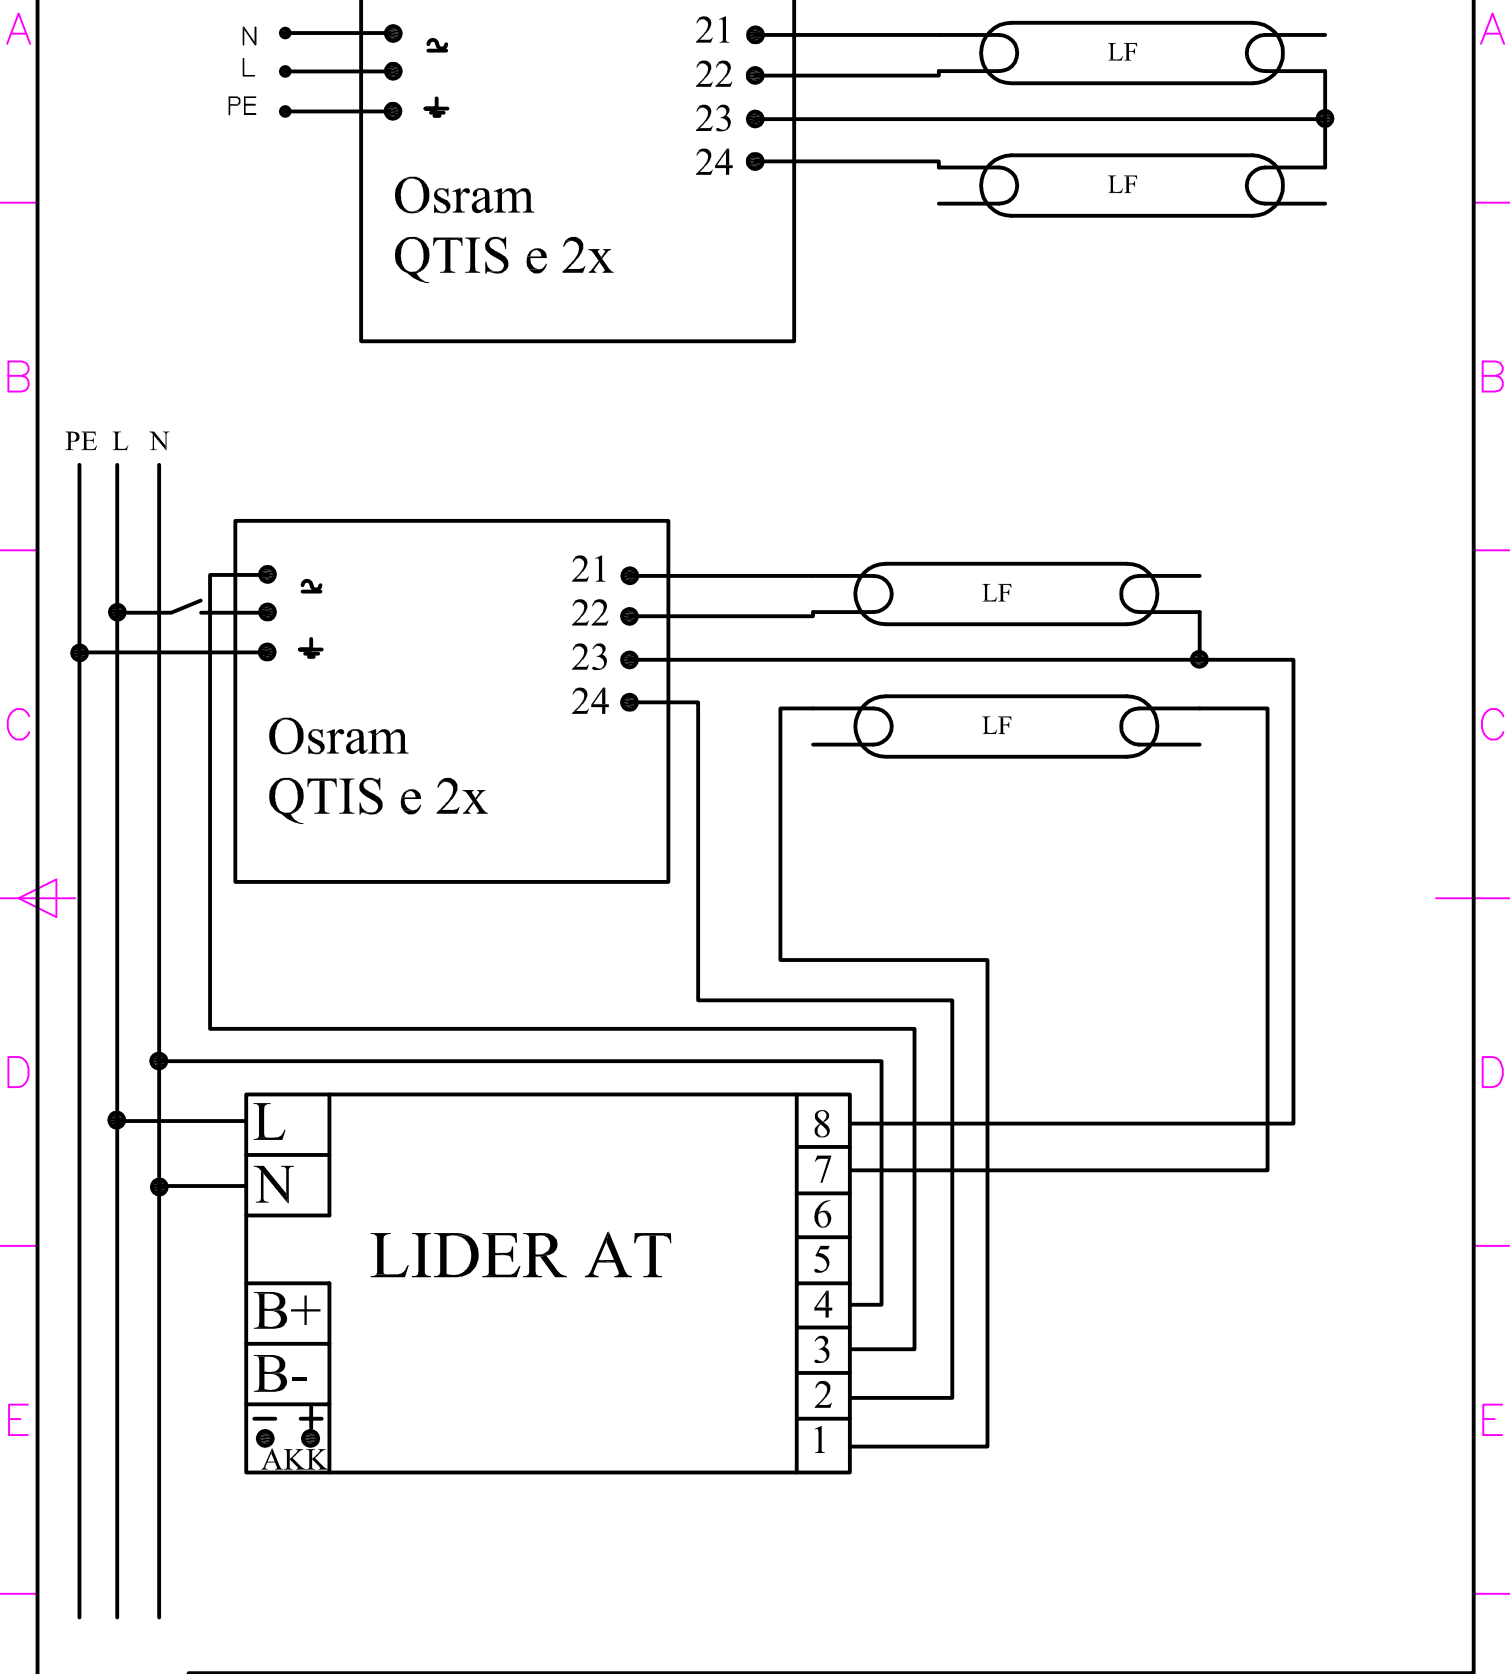 A
A
N
L
PE
21
22
23
24
LF
LF
Osram
QTIS e 2x
B
B
PE L N
21
22
23
24
LF
LF
Osram
QTIS e 2x
C
C
D
D
L
N
LIDER AT
B+
B-
− +
AKK
8
7
6
5
4
3
2
1
E
E